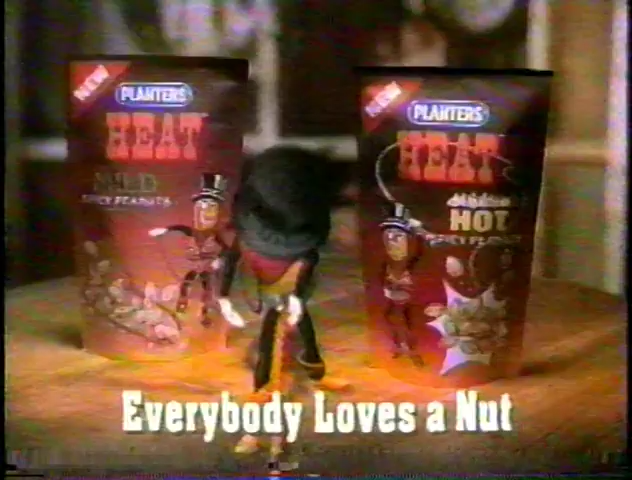 NEW
PLANTERS
HEAT
MILD
SPICY PEANUTS
NEW
PLANTERS
HEAT
HOT
SPICY PEANUTS
Everybody Loves a Nut